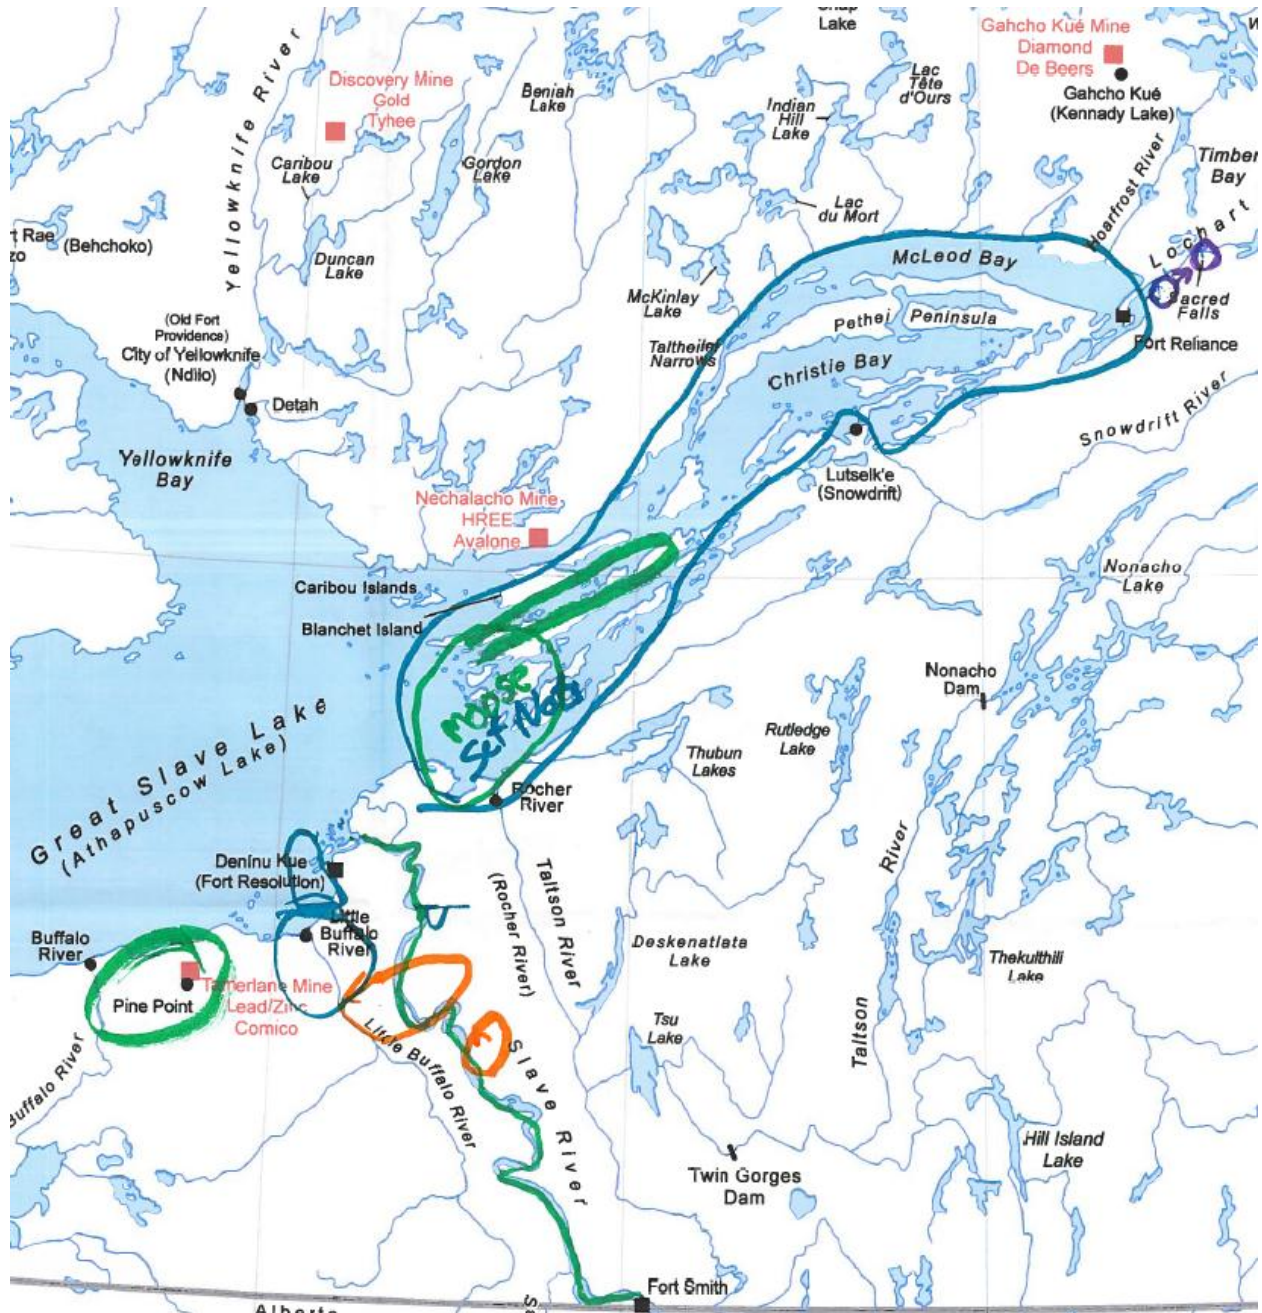 Lake
Gahcho Kué Mine
Diamond
De Beers
Gahcho Kué
(Kennady Lake)
Discovery Mine
Gold
Tyhee
Beniah
Lake
Lac
Tête
d'Ours
Indian
Hill
Lake
Yellowknife River
Caribou
Lake
Gordon
Lake
Hoarfrost River
Timber
Bay
Lac
du Mort
rt Rae
zo
(Behchoko)
Duncan
Lake
McLeod Bay
Lochart
McKinlay
Lake
Sacred
Falls
Pethei Peninsula
(Old Fort
Providence)
City of Yellowknife
(Ndilo)
Taltheilei
Narrows
Fort Reliance
Christie Bay
Detah
Snowdrift River
Yellowknife
Bay
Lutselk'e
(Snowdrift)
Nechalacho Mine
HREE
Avalone
Nonacho
Lake
Caribou Islands
Blanchet Island
Nonacho
Dam
moose
Set Nets
Great Slave Lake
(Athapuscow Lake)
Rutledge
Lake
Thubun
Lakes
Rocher
River
Denínu Kue
(Fort Resolution)
Taltson River
(Rocher River)
Little
Buffalo
River
Buffalo
River
Deskenatlata
Lake
Thekulthili
Lake
Tamerlane Mine
Lead/Zinc
Comico
Pine Point
Tsu
Lake
Taltson River
Buffalo River
Little Buffalo River
Slave River
Hill Island
Lake
Twin Gorges
Dam
Fort Smith
Alberta